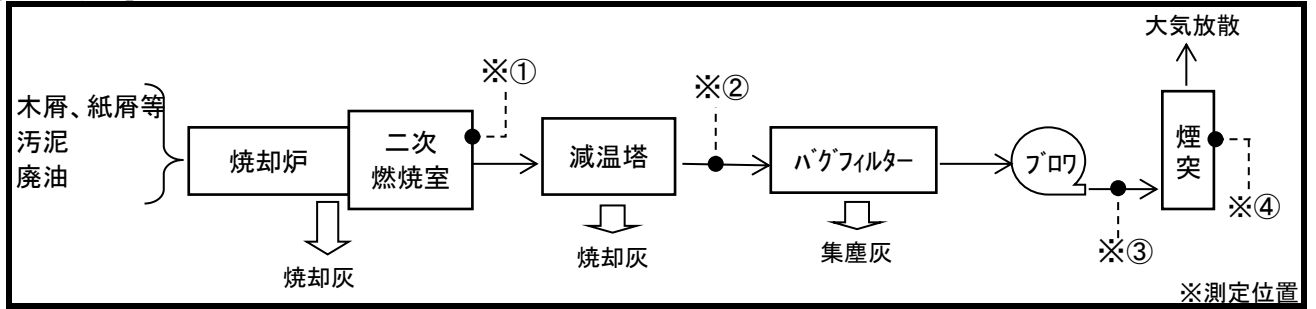 大気放散
※①
※②
木屑、紙屑等
汚泥
廃油
焼却炉
二次
燃焼室
減温塔
ﾊﾞｸﾞﾌｨﾙﾀｰ
ﾌﾞﾛﾜ
煙
突
※④
※③
焼却灰
焼却灰
集塵灰
※測定位置